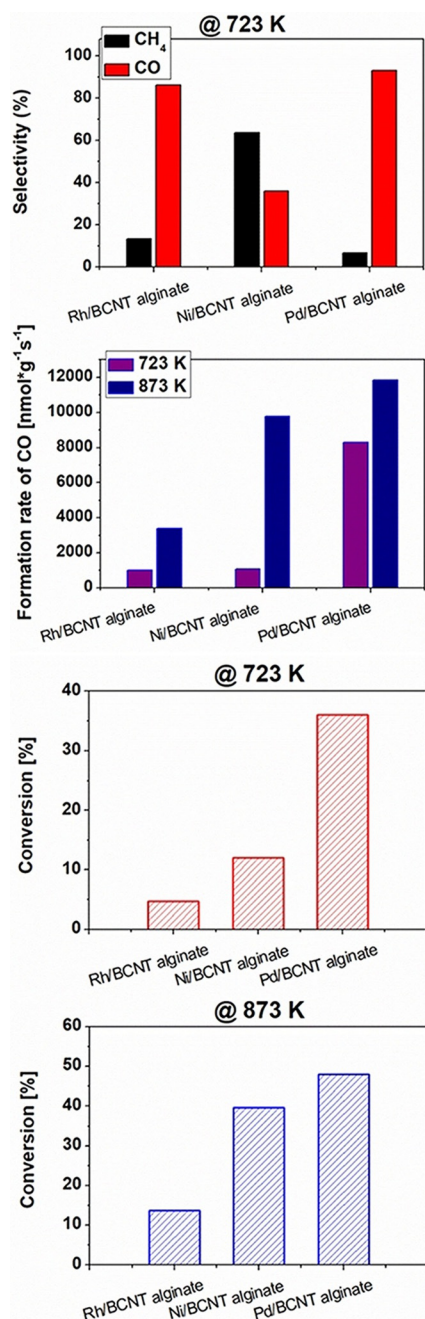 @ 723 K
CH4
CO
Selectivity (%)
100
80
60
40
20
0
Rh/BCNT alginate
Ni/BCNT alginate
Pd/BCNT alginate
723 K
873 K
Formation rate of CO [nmol*g-1s-1]
12000
10000
8000
6000
4000
2000
0
Rh/BCNT alginate
Ni/BCNT alginate
Pd/BCNT alginate
@ 723 K
Conversion [%]
40
30
20
10
0
Rh/BCNT alginate
Ni/BCNT alginate
Pd/BCNT alginate
@ 873 K
Conversion [%]
60
50
40
30
20
10
0
Rh/BCNT alginate
Ni/BCNT alginate
Pd/BCNT alginate